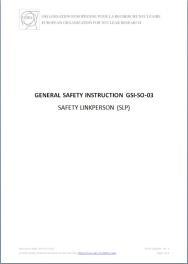 ORGANISATION EUROPÉENNE POUR LA RECHERCHE NUCLÉAIRE
EUROPEAN ORGANIZATION FOR NUCLEAR RESEARCH
GENERAL SAFETY INSTRUCTION GSI-SO-03
SAFETY LINKPERSON (SLP)